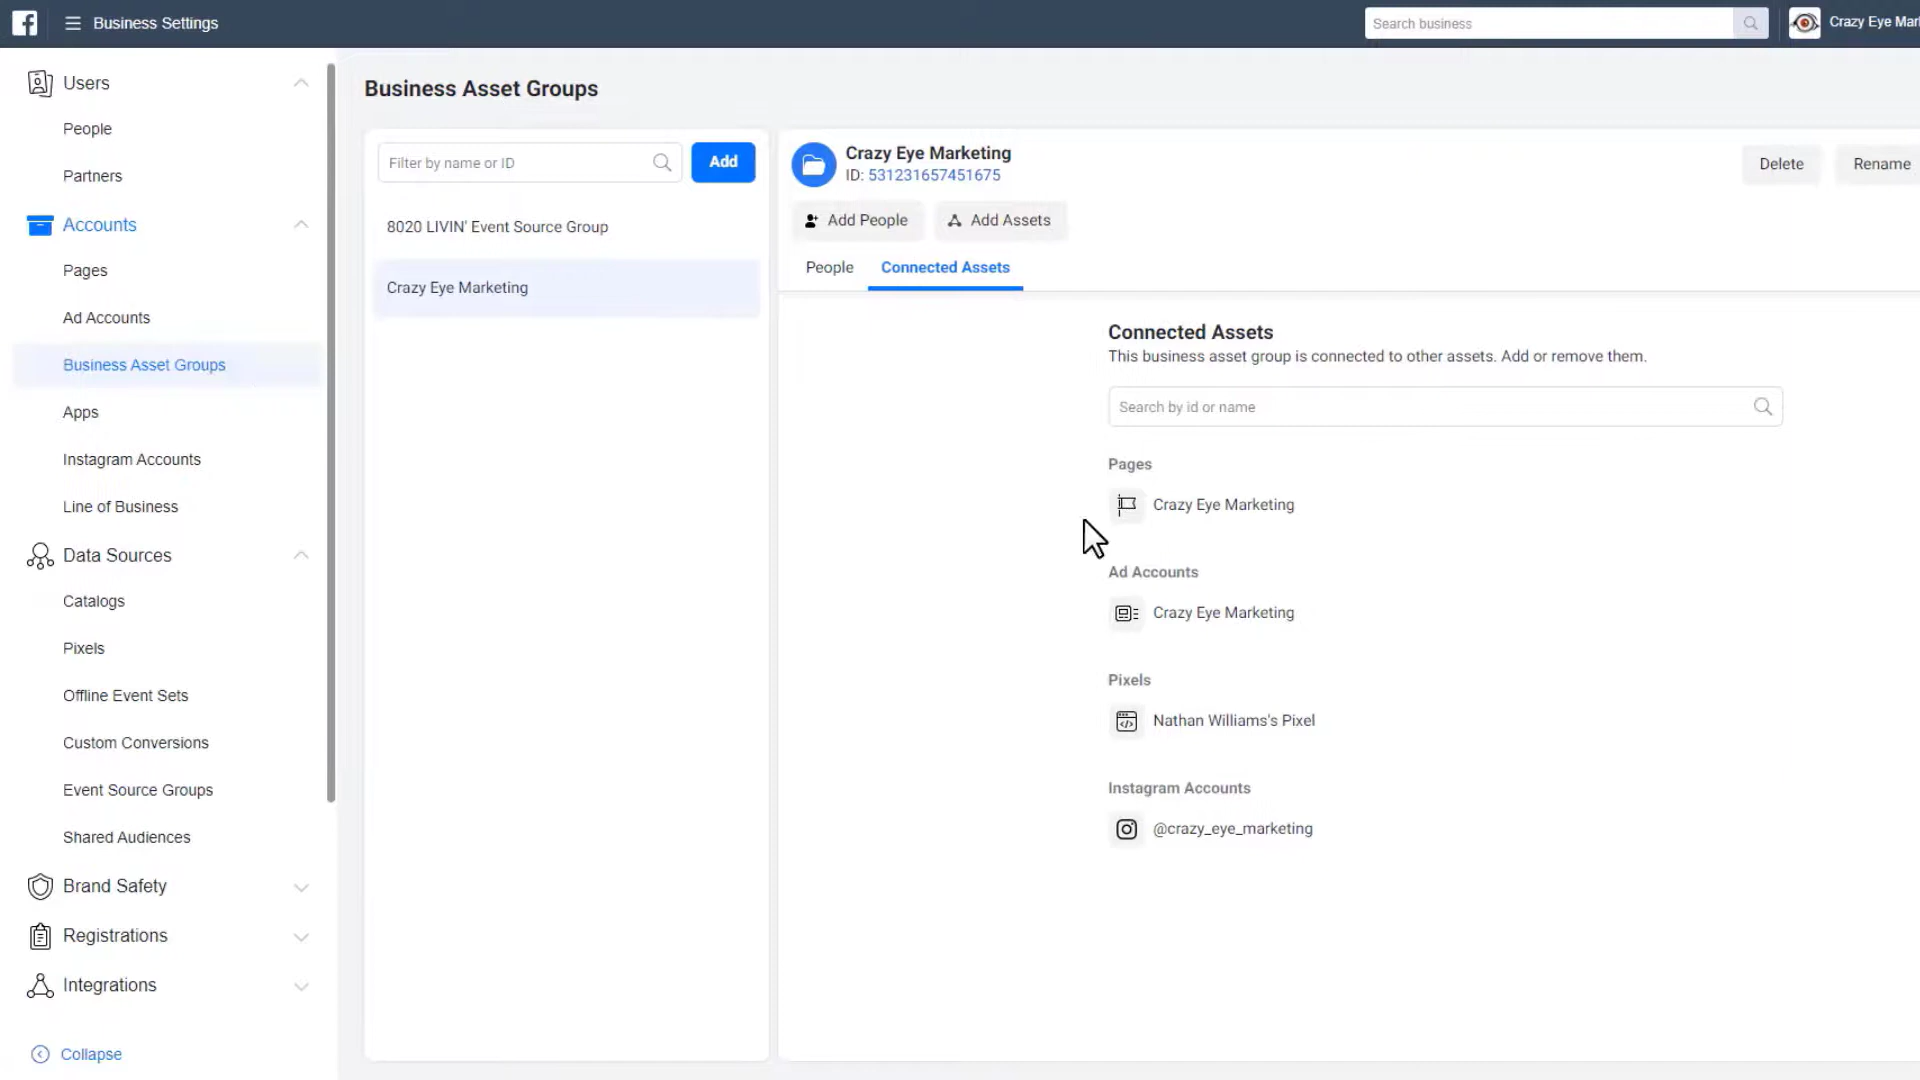 Business Settings
Search business
Crazy Eye Mar
Users
People
Partners
Accounts
Pages
Ad Accounts
Business Asset Groups
Apps
Instagram Accounts
Line of Business
Data Sources
Catalogs
Pixels
Offline Event Sets
Custom Conversions
Event Source Groups
Shared Audiences
Brand Safety
Registrations
Integrations
Collapse
Business Asset Groups
Filter by name or ID
Add
8020 LIVIN' Event Source Group
Crazy Eye Marketing
Crazy Eye Marketing
ID: 531231657451675
Delete
Rename
Add People
Add Assets
People
Connected Assets
Connected Assets
This business asset group is connected to other assets. Add or remove them.
Search by id or name
Pages
Crazy Eye Marketing
Ad Accounts
Crazy Eye Marketing
Pixels
Nathan Williams's Pixel
Instagram Accounts
@crazy_eye_marketing